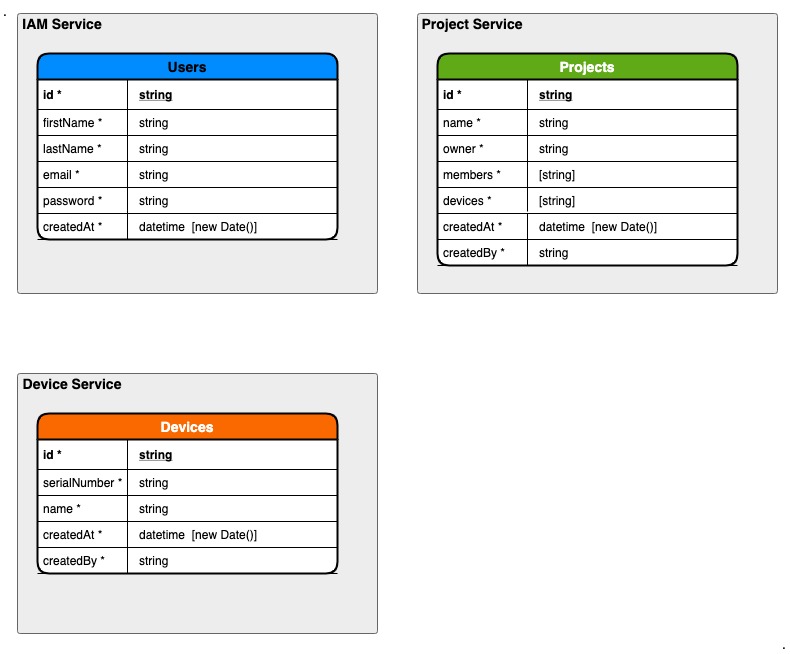 IAM Service
Users
id * string
firstName * string
lastName * string
email * string
password * string
createdAt * datetime [new Date()]
Project Service
Projects
id * string
name * string
owner * string
members * [string]
devices * [string]
createdAt * datetime [new Date()]
createdBy * string
Device Service
Devices
id * string
serialNumber * string
name * string
createdAt * datetime [new Date()]
createdBy * string